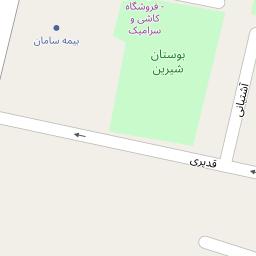 - فروشگاه
کاشی و
سرامیک
بیمه سامان
بوستان
شیرین
آشتیانی
قدیری